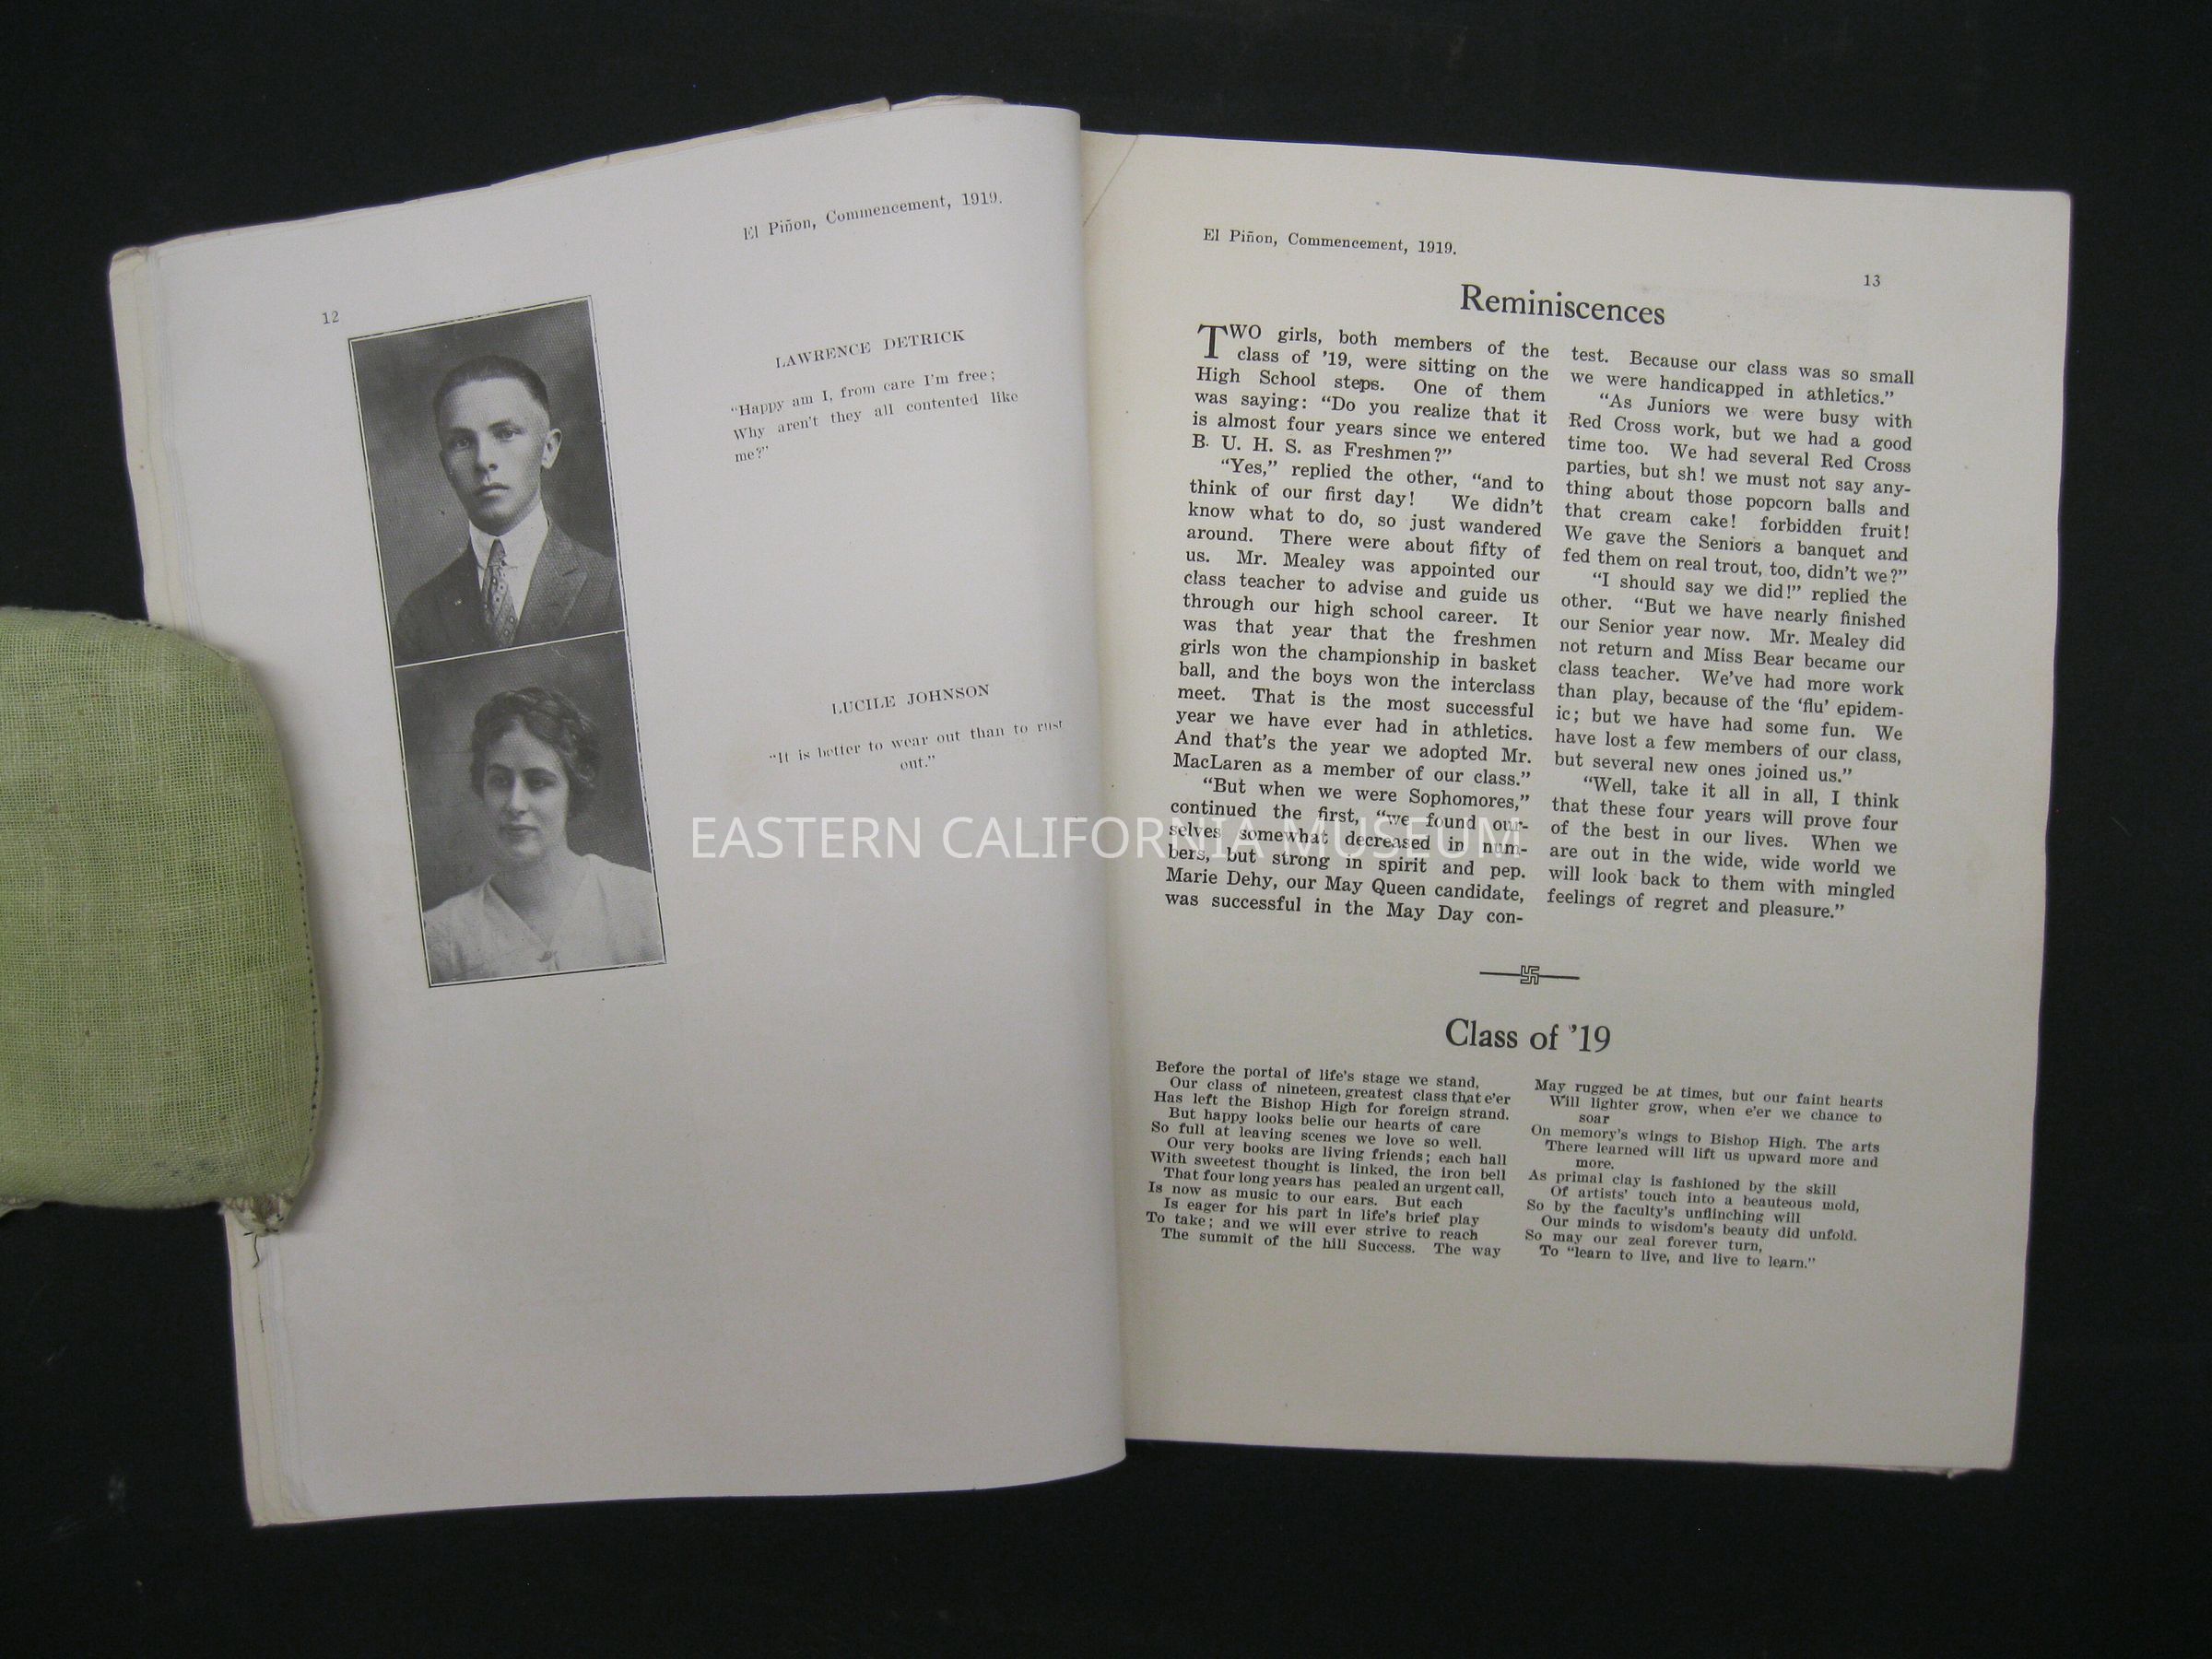 El Piñon, Commencement, 1919.
12
LAWRENCE DETRICK
“Happy am I, from care I'm free;
Why aren't they all contented like
me?”
LUCILE JOHNSON
“It is better to wear out than to rust
out.”
El Piñon, Commencement, 1919.
13
Reminiscences
TWO girls, both members of the
class of '19, were sitting on the
High School steps. One of them
was saying: “Do you realize that it
is almost four years since we entered
B. U. H. S. as Freshmen?”
“Yes,” replied the other, “and to
think of our first day! We didn't
know what to do, so just wandered
around. There were about fifty of
us. Mr. Mealey was appointed our
class teacher to advise and guide us
through our high school career. It
was that year that the freshmen
girls won the championship in basket
ball, and the boys won the interclass
meet. That is the most successful
year we have ever had in athletics.
And that's the year we adopted Mr.
MacLaren as a member of our class.”
“But when we were Sophomores,”
continued the first, “we found our-
selves somewhat decreased in num-
bers, but strong in spirit and pep.
Marie Dehy, our May Queen candidate,
was successful in the May Day con-
test. Because our class was so small
we were handicapped in athletics.”
“As Juniors we were busy with
Red Cross work, but we had a good
time too. We had several Red Cross
parties, but sh! we must not say any-
thing about those popcorn balls and
that cream cake! forbidden fruit!
We gave the Seniors a banquet and
fed them on real trout, too, didn't we?”
“I should say we did!” replied the
other. “But we have nearly finished
our Senior year now. Mr. Mealey did
not return and Miss Bear became our
class teacher. We've had more work
than play, because of the 'flu' epidem-
ic; but we have had some fun. We
have lost a few members of our class,
but several new ones joined us.”
“Well, take it all in all, I think
that these four years will prove four
of the best in our lives. When we
are out in the wide, wide world we
will look back to them with mingled
feelings of regret and pleasure.”
EASTERN CALIFORNIA MUSEUM
Class of '19
Before the portal of life's stage we stand,
Our class of nineteen, greatest class that e'er
Has left the Bishop High for foreign strand.
But happy looks belie our hearts of care
So full at leaving scenes we love so well.
Our very books are living friends; each hall
With sweetest thought is linked, the iron bell
That four long years has pealed an urgent call,
Is now as music to our ears. But each
Is eager for his part in life's brief play
To take; and we will ever strive to reach
The summit of the hill Success. The way
May rugged be at times, but our faint hearts
Will lighter grow, when e'er we chance to
soar
On memory's wings to Bishop High. The arts
There learned will lift us upward more and
more.
As primal clay is fashioned by the skill
Of artists' touch into a beauteous mold,
So by the faculty's unflinching will
Our minds to wisdom's beauty did unfold.
So may our zeal forever turn,
To “learn to live, and live to learn.”